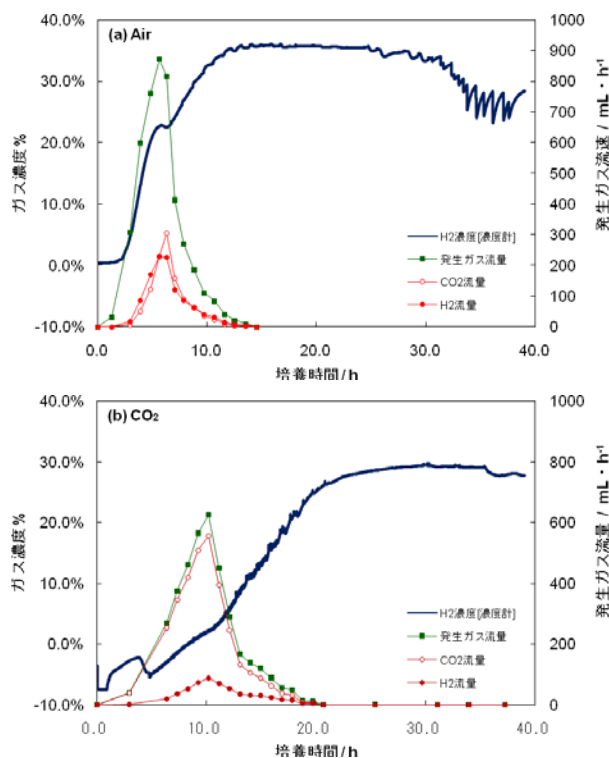 (a) Air
40.0%
30.0%
20.0%
10.0%
0.0%
-10.0%
ガス濃度%
1000
900
800
700
600
500
400
300
200
100
0
発生ガス流速 / mL・h⁻¹
H2濃度[濃度計]
発生ガス流量
CO2流量
H2流量
0.0 10.0 20.0 30.0 40.0
培養時間/h
(b) CO₂
40.0%
30.0%
20.0%
10.0%
0.0%
-10.0%
ガス濃度%
1000
800
600
400
200
0
発生ガス流量 / mL・h⁻¹
H2濃度[濃度計]
発生ガス流量
CO2流量
H2流量
0.0 10.0 20.0 30.0 40.0
培養時間/h